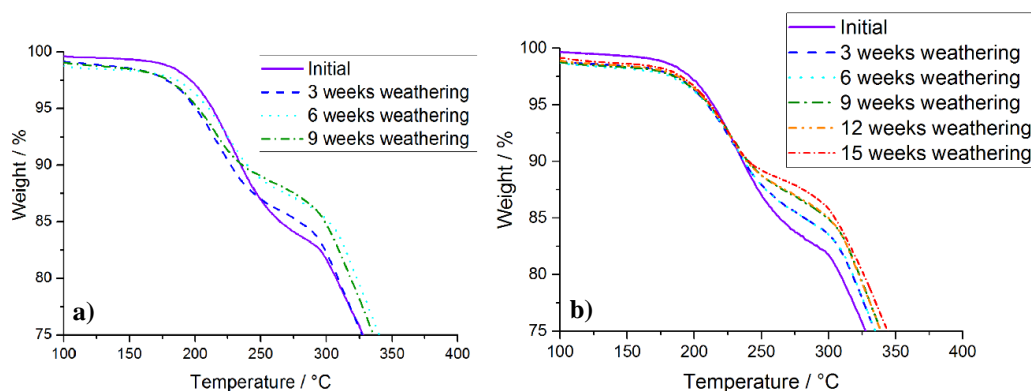 Initial
3 weeks weathering
6 weeks weathering
9 weeks weathering
100
95
90
85
80
75
Weight / %
a)
100 150 200 250 300 350 400
Temperature / °C
Initial
3 weeks weathering
6 weeks weathering
9 weeks weathering
12 weeks weathering
15 weeks weathering
100
95
90
85
80
75
Weight / %
b)
100 150 200 250 300 350 400
Temperature / °C